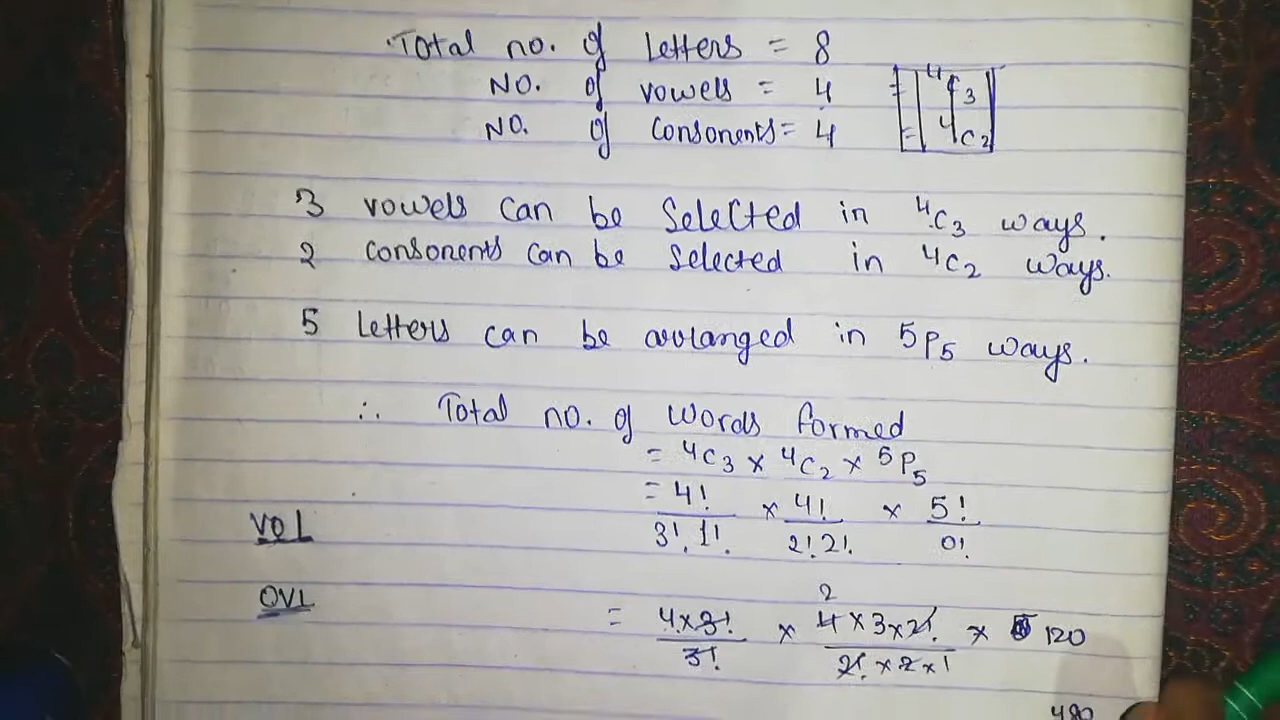 Total no. of Letters = 8
NO. of vowels = 4 = 4C3
NO. of Consonents = 4 = 4C2
3 vowels can be Selected in 4C3 ways.
2 consonents can be Selected in 4C2 ways.
5 Letters can be arranged in 5P5 ways.
∴ Total no. of words formed
= 4C3 × 4C2 × 5P5
= 4!/3!.1! × 4!/2!2! × 5!/0!
VOL
OVL
2
= 4×3!/3! × 4×3×2!/2!×2×1 × 120
480